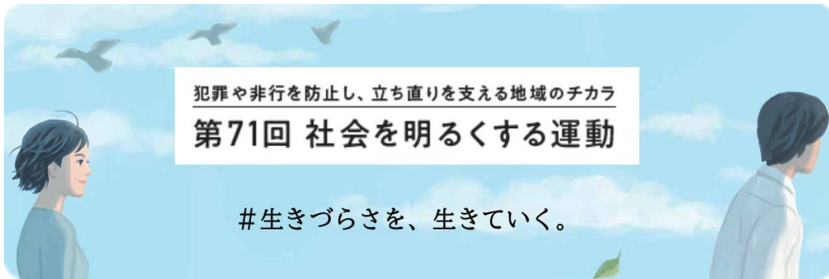 犯罪や非行を防止し、立ち直りを支える地域のチカラ
第71回 社会を明るくする運動
#生きづらさを、生きていく。